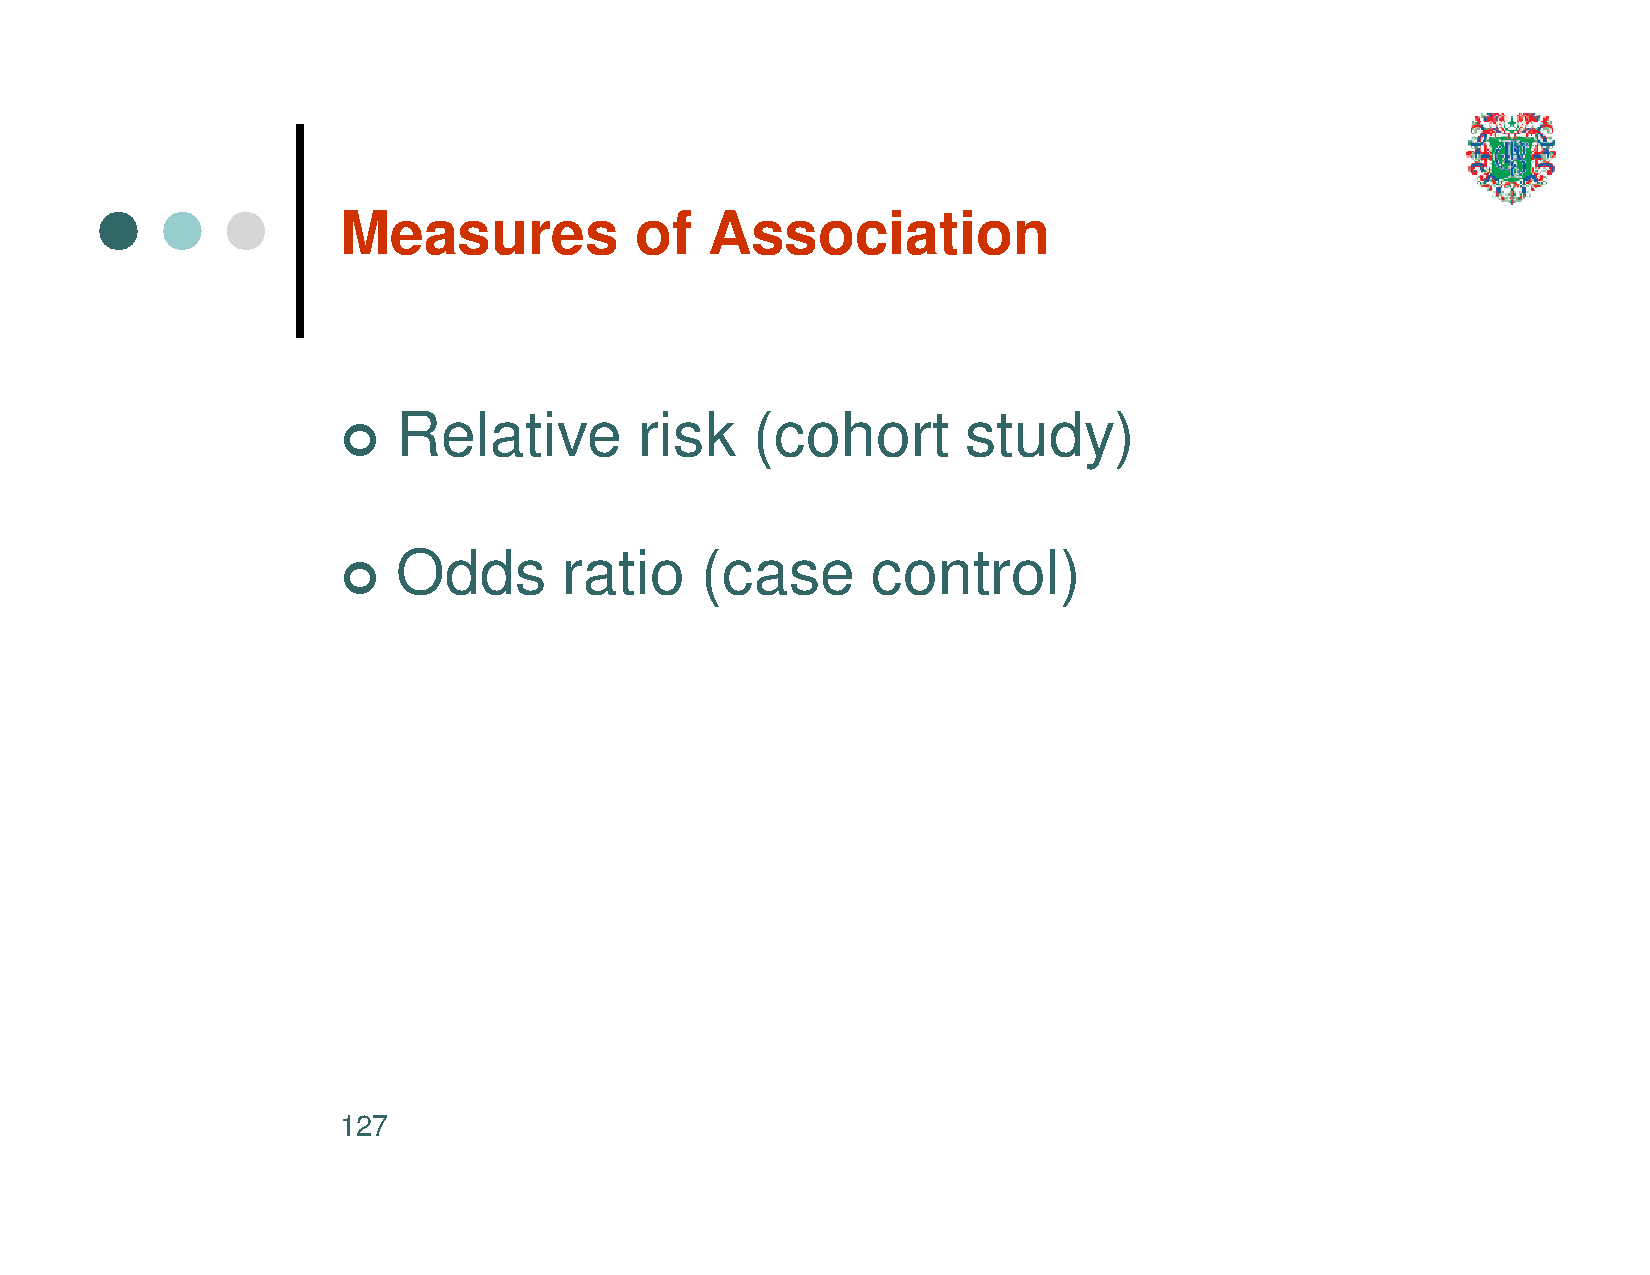 Measures of Association
Relative risk (cohort study)
Odds ratio (case control)
127